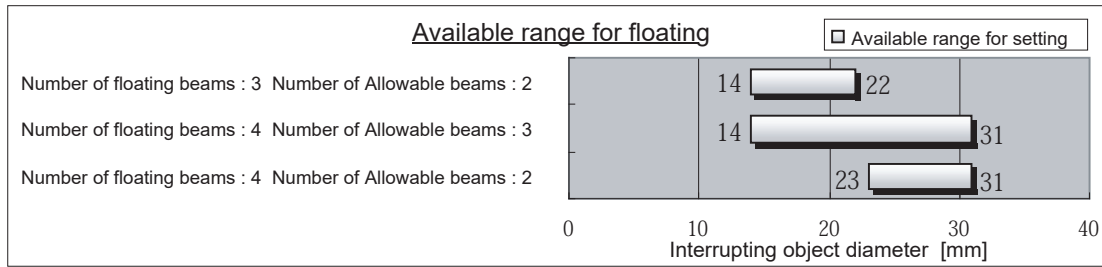 Available range for floating
Available range for setting
Number of floating beams : 3 Number of Allowable beams : 2
14 22
Number of floating beams : 4 Number of Allowable beams : 3
14 31
Number of floating beams : 4 Number of Allowable beams : 2
23 31
0 10 20 30 40
Interrupting object diameter [mm]